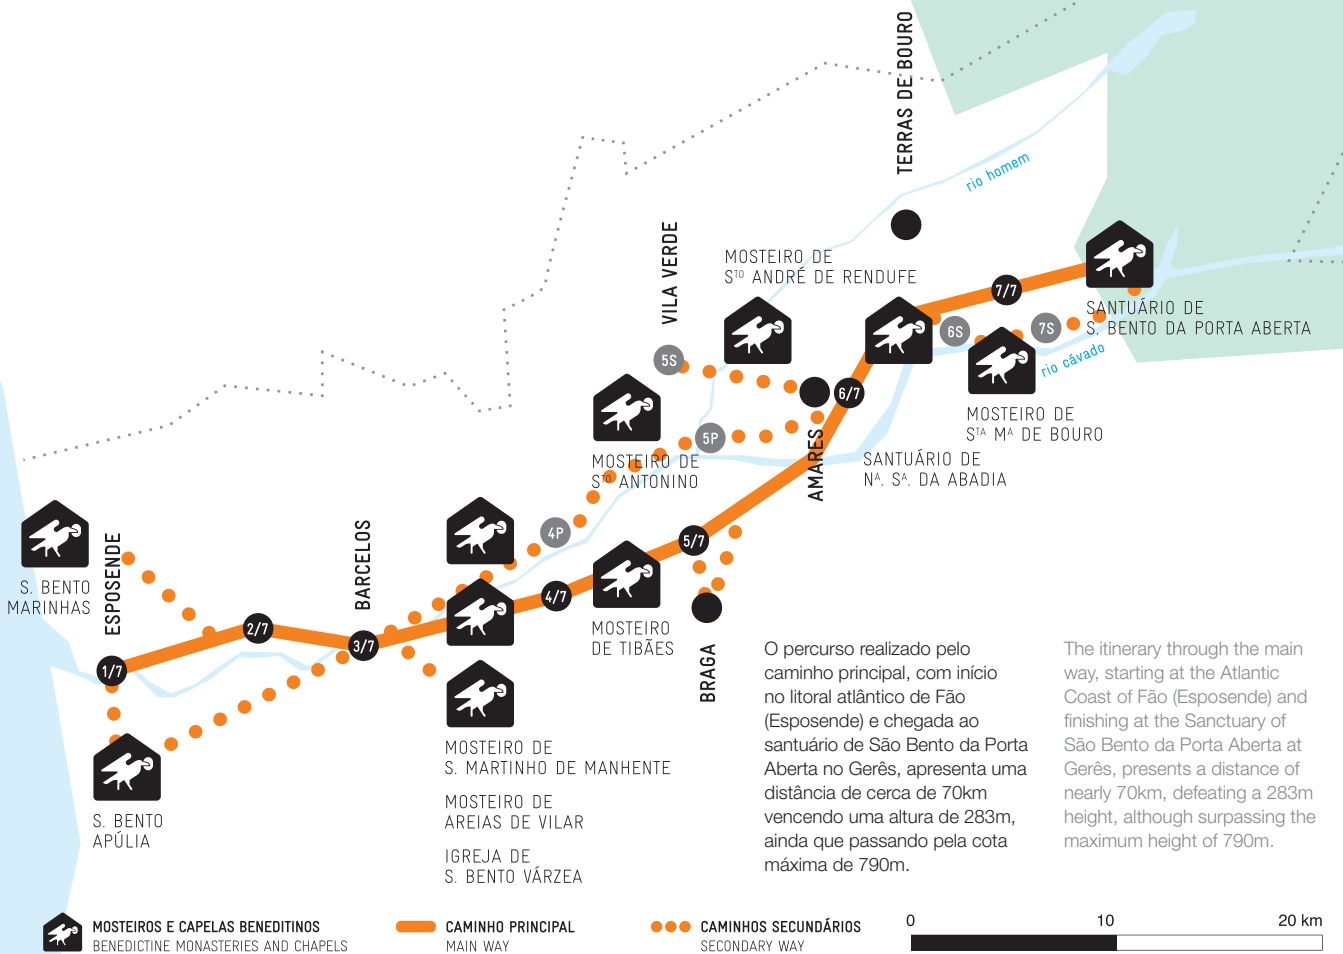 TERRAS DE BOURO
rio homem
VILA VERDE
MOSTEIRO DE
Sᵀᴼ ANDRÉ DE RENDUFE
7/7
SANTUÁRIO DE
S. BENTO DA PORTA ABERTA
6S
7S
rio cávado
5S
6/7
MOSTEIRO DE
Sᵀᴬ Mᴬ DE BOURO
5P
AMARES
SANTUÁRIO DE
Nᴬ. Sᴬ. DA ABADIA
MOSTEIRO DE
Sᵀᴼ ANTONINO
4P
5/7
4/7
MOSTEIRO
DE TIBÃES
BRAGA
S. BENTO
MARINHAS
ESPOSENDE
BARCELOS
1/7
2/7
3/7
S. BENTO
APÚLIA
MOSTEIRO DE
S. MARTINHO DE MANHENTE
MOSTEIRO DE
AREIAS DE VILAR
IGREJA DE
S. BENTO VÁRZEA
O percurso realizado pelo
caminho principal, com início
no litoral atlântico de Fão
(Esposende) e chegada ao
santuário de São Bento da Porta
Aberta no Gerês, apresenta uma
distância de cerca de 70km
vencendo uma altura de 283m,
ainda que passando pela cota
máxima de 790m.
The itinerary through the main
way, starting at the Atlantic
Coast of Fão (Esposende) and
finishing at the Sanctuary of
São Bento da Porta Aberta at
Gerês, presents a distance of
nearly 70km, defeating a 283m
height, although surpassing the
maximum height of 790m.
MOSTEIROS E CAPELAS BENEDITINOS
BENEDICTINE MONASTERIES AND CHAPELS
CAMINHO PRINCIPAL
MAIN WAY
CAMINHOS SECUNDÁRIOS
SECONDARY WAY
0 10 20 km